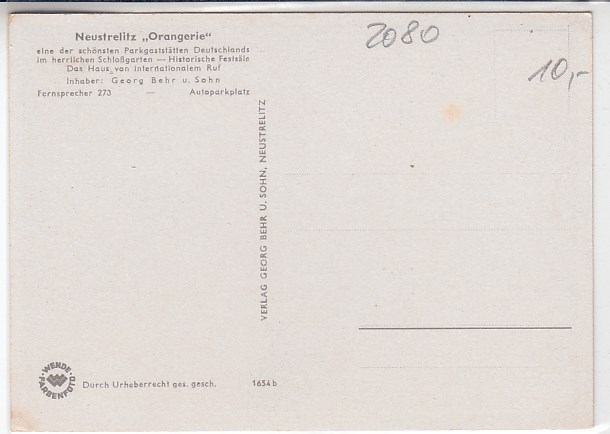 Neustrelitz „Orangerie“
eine der schönsten Parkgaststätten Deutschlands
im herrlichen Schloßgarten — Historische Festsäle
Das Haus von internationalem Ruf
Inhaber: Georg Behr u. Sohn
Fernsprecher 273 — Autoparkplatz
2080
10,-
VERLAG GEORG BEHR U. SOHN, NEUSTRELITZ
WENDE
FARBENFOTO
Durch Urheberrecht ges. gesch. 1654 b